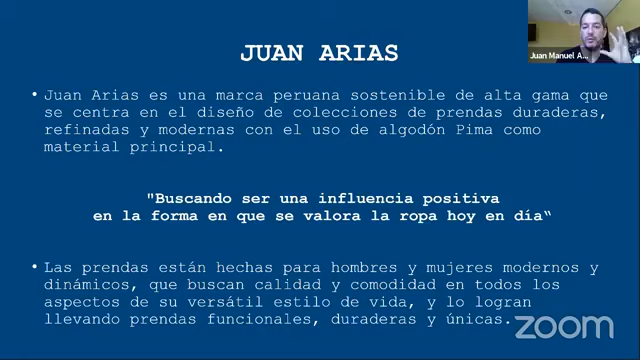 JUAN ARIAS
Juan Manuel A...
• Juan Arias es una marca peruana sostenible de alta gama que
se centra en el diseño de colecciones de prendas duraderas,
refinadas y modernas con el uso de algodón Pima como
material principal.
"Buscando ser una influencia positiva
en la forma en que se valora la ropa hoy en día“
• Las prendas están hechas para hombres y mujeres modernos y
dinámicos, que buscan calidad y comodidad en todos los
aspectos de su versátil estilo de vida, y lo logran
llevando prendas funcionales, duraderas y únicas.
zoom